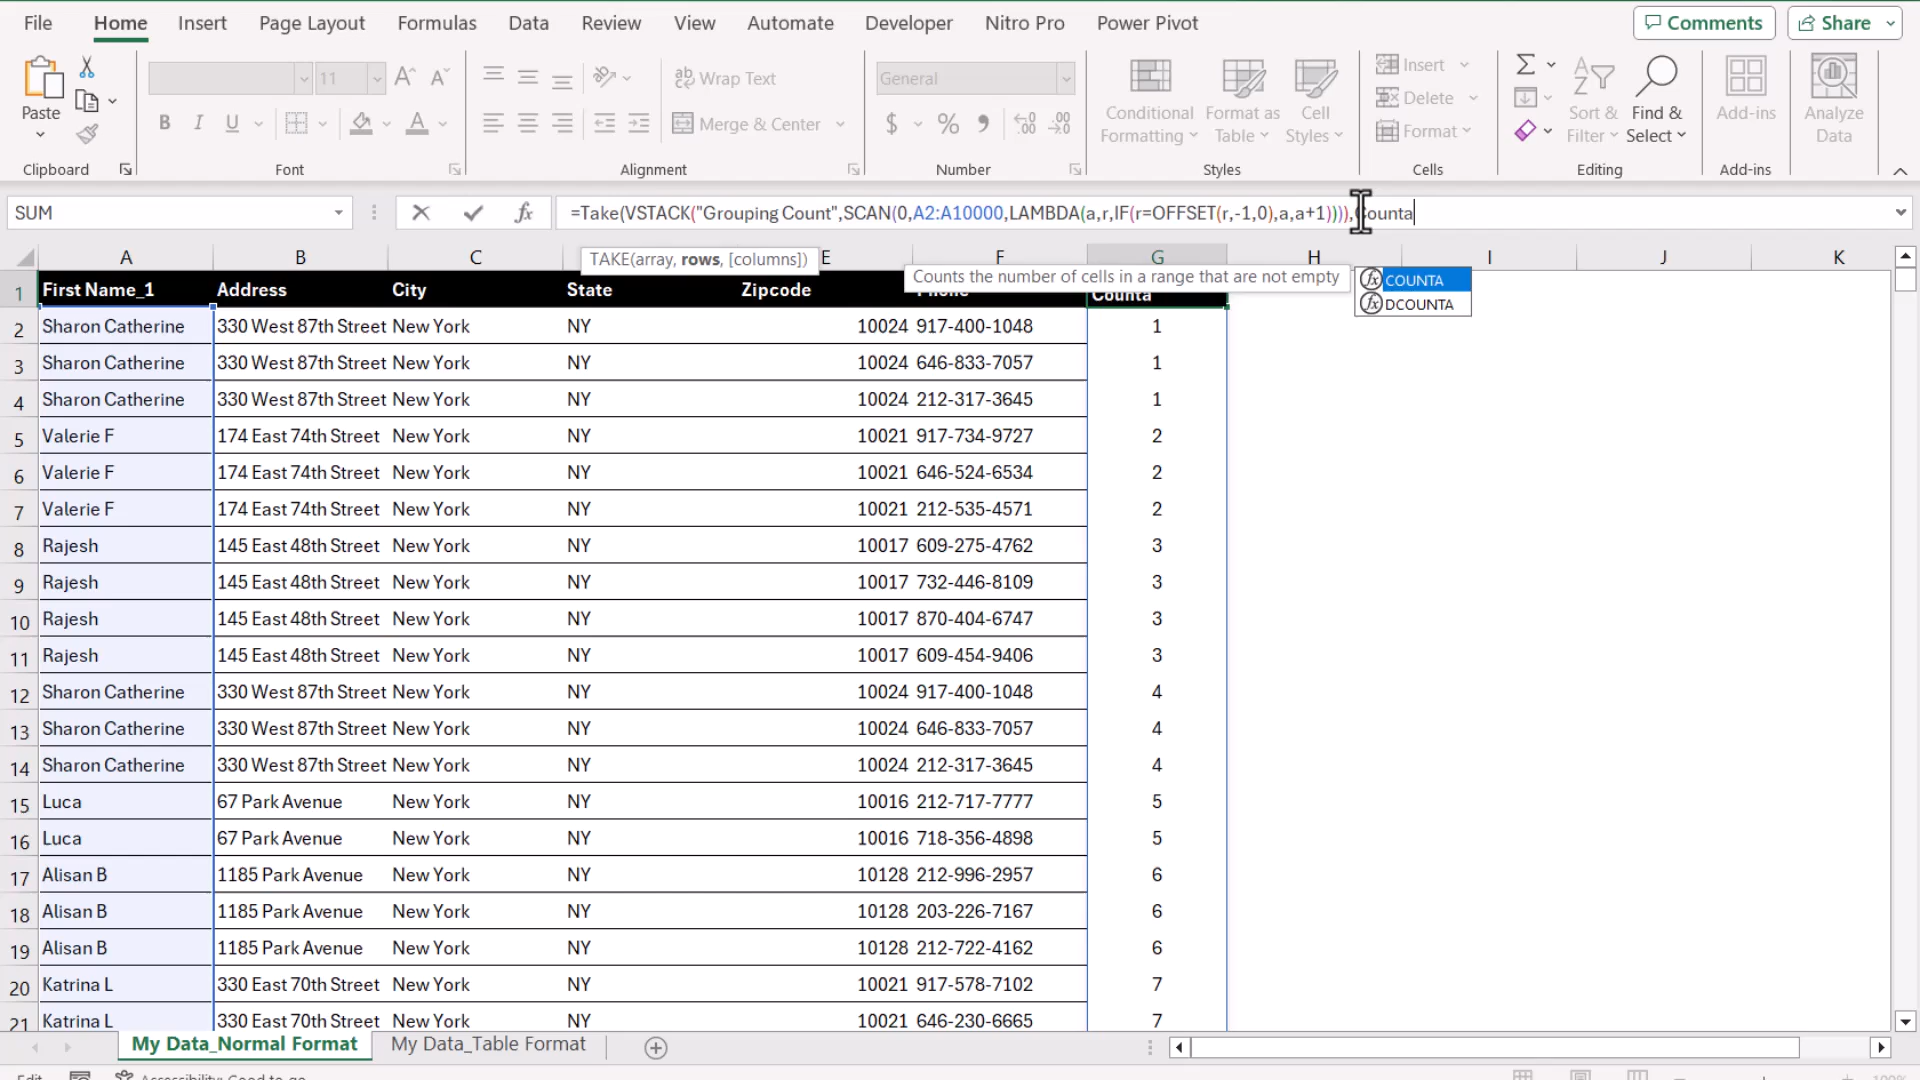 File Home Insert Page Layout Formulas Data Review View Automate Developer Nitro Pro Power Pivot Comments Share
Paste 11 Wrap Text General Conditional Formatting Format as Table Cell Styles Insert Delete Format Sort & Filter Find & Select Add-ins Analyze Data
B I U Merge & Center $ %
Clipboard Font Alignment Number Styles Cells Editing Add-ins
SUM fx =Take(VSTACK("Grouping Count",SCAN(0,A2:A10000,LAMBDA(a,r,IF(r=OFFSET(r,-1,0),a,a+1)))),Counta
TAKE(array, rows, [columns])
A B C E F G H I J K
Counts the number of cells in a range that are not empty
COUNTA
DCOUNTA
1 First Name_1 Address City State Zipcode Counta
2 Sharon Catherine 330 West 87th Street New York NY 10024 917-400-1048 1
3 Sharon Catherine 330 West 87th Street New York NY 10024 646-833-7057 1
4 Sharon Catherine 330 West 87th Street New York NY 10024 212-317-3645 1
5 Valerie F 174 East 74th Street New York NY 10021 917-734-9727 2
6 Valerie F 174 East 74th Street New York NY 10021 646-524-6534 2
7 Valerie F 174 East 74th Street New York NY 10021 212-535-4571 2
8 Rajesh 145 East 48th Street New York NY 10017 609-275-4762 3
9 Rajesh 145 East 48th Street New York NY 10017 732-446-8109 3
10 Rajesh 145 East 48th Street New York NY 10017 870-404-6747 3
11 Rajesh 145 East 48th Street New York NY 10017 609-454-9406 3
12 Sharon Catherine 330 West 87th Street New York NY 10024 917-400-1048 4
13 Sharon Catherine 330 West 87th Street New York NY 10024 646-833-7057 4
14 Sharon Catherine 330 West 87th Street New York NY 10024 212-317-3645 4
15 Luca 67 Park Avenue New York NY 10016 212-717-7777 5
16 Luca 67 Park Avenue New York NY 10016 718-356-4898 5
17 Alisan B 1185 Park Avenue New York NY 10128 212-996-2957 6
18 Alisan B 1185 Park Avenue New York NY 10128 203-226-7167 6
19 Alisan B 1185 Park Avenue New York NY 10128 212-722-4162 6
20 Katrina L 330 East 70th Street New York NY 10021 917-578-7102 7
21 Katrina L 330 East 70th Street New York NY 10021 646-230-6665 7
My Data_Normal Format My Data_Table Format